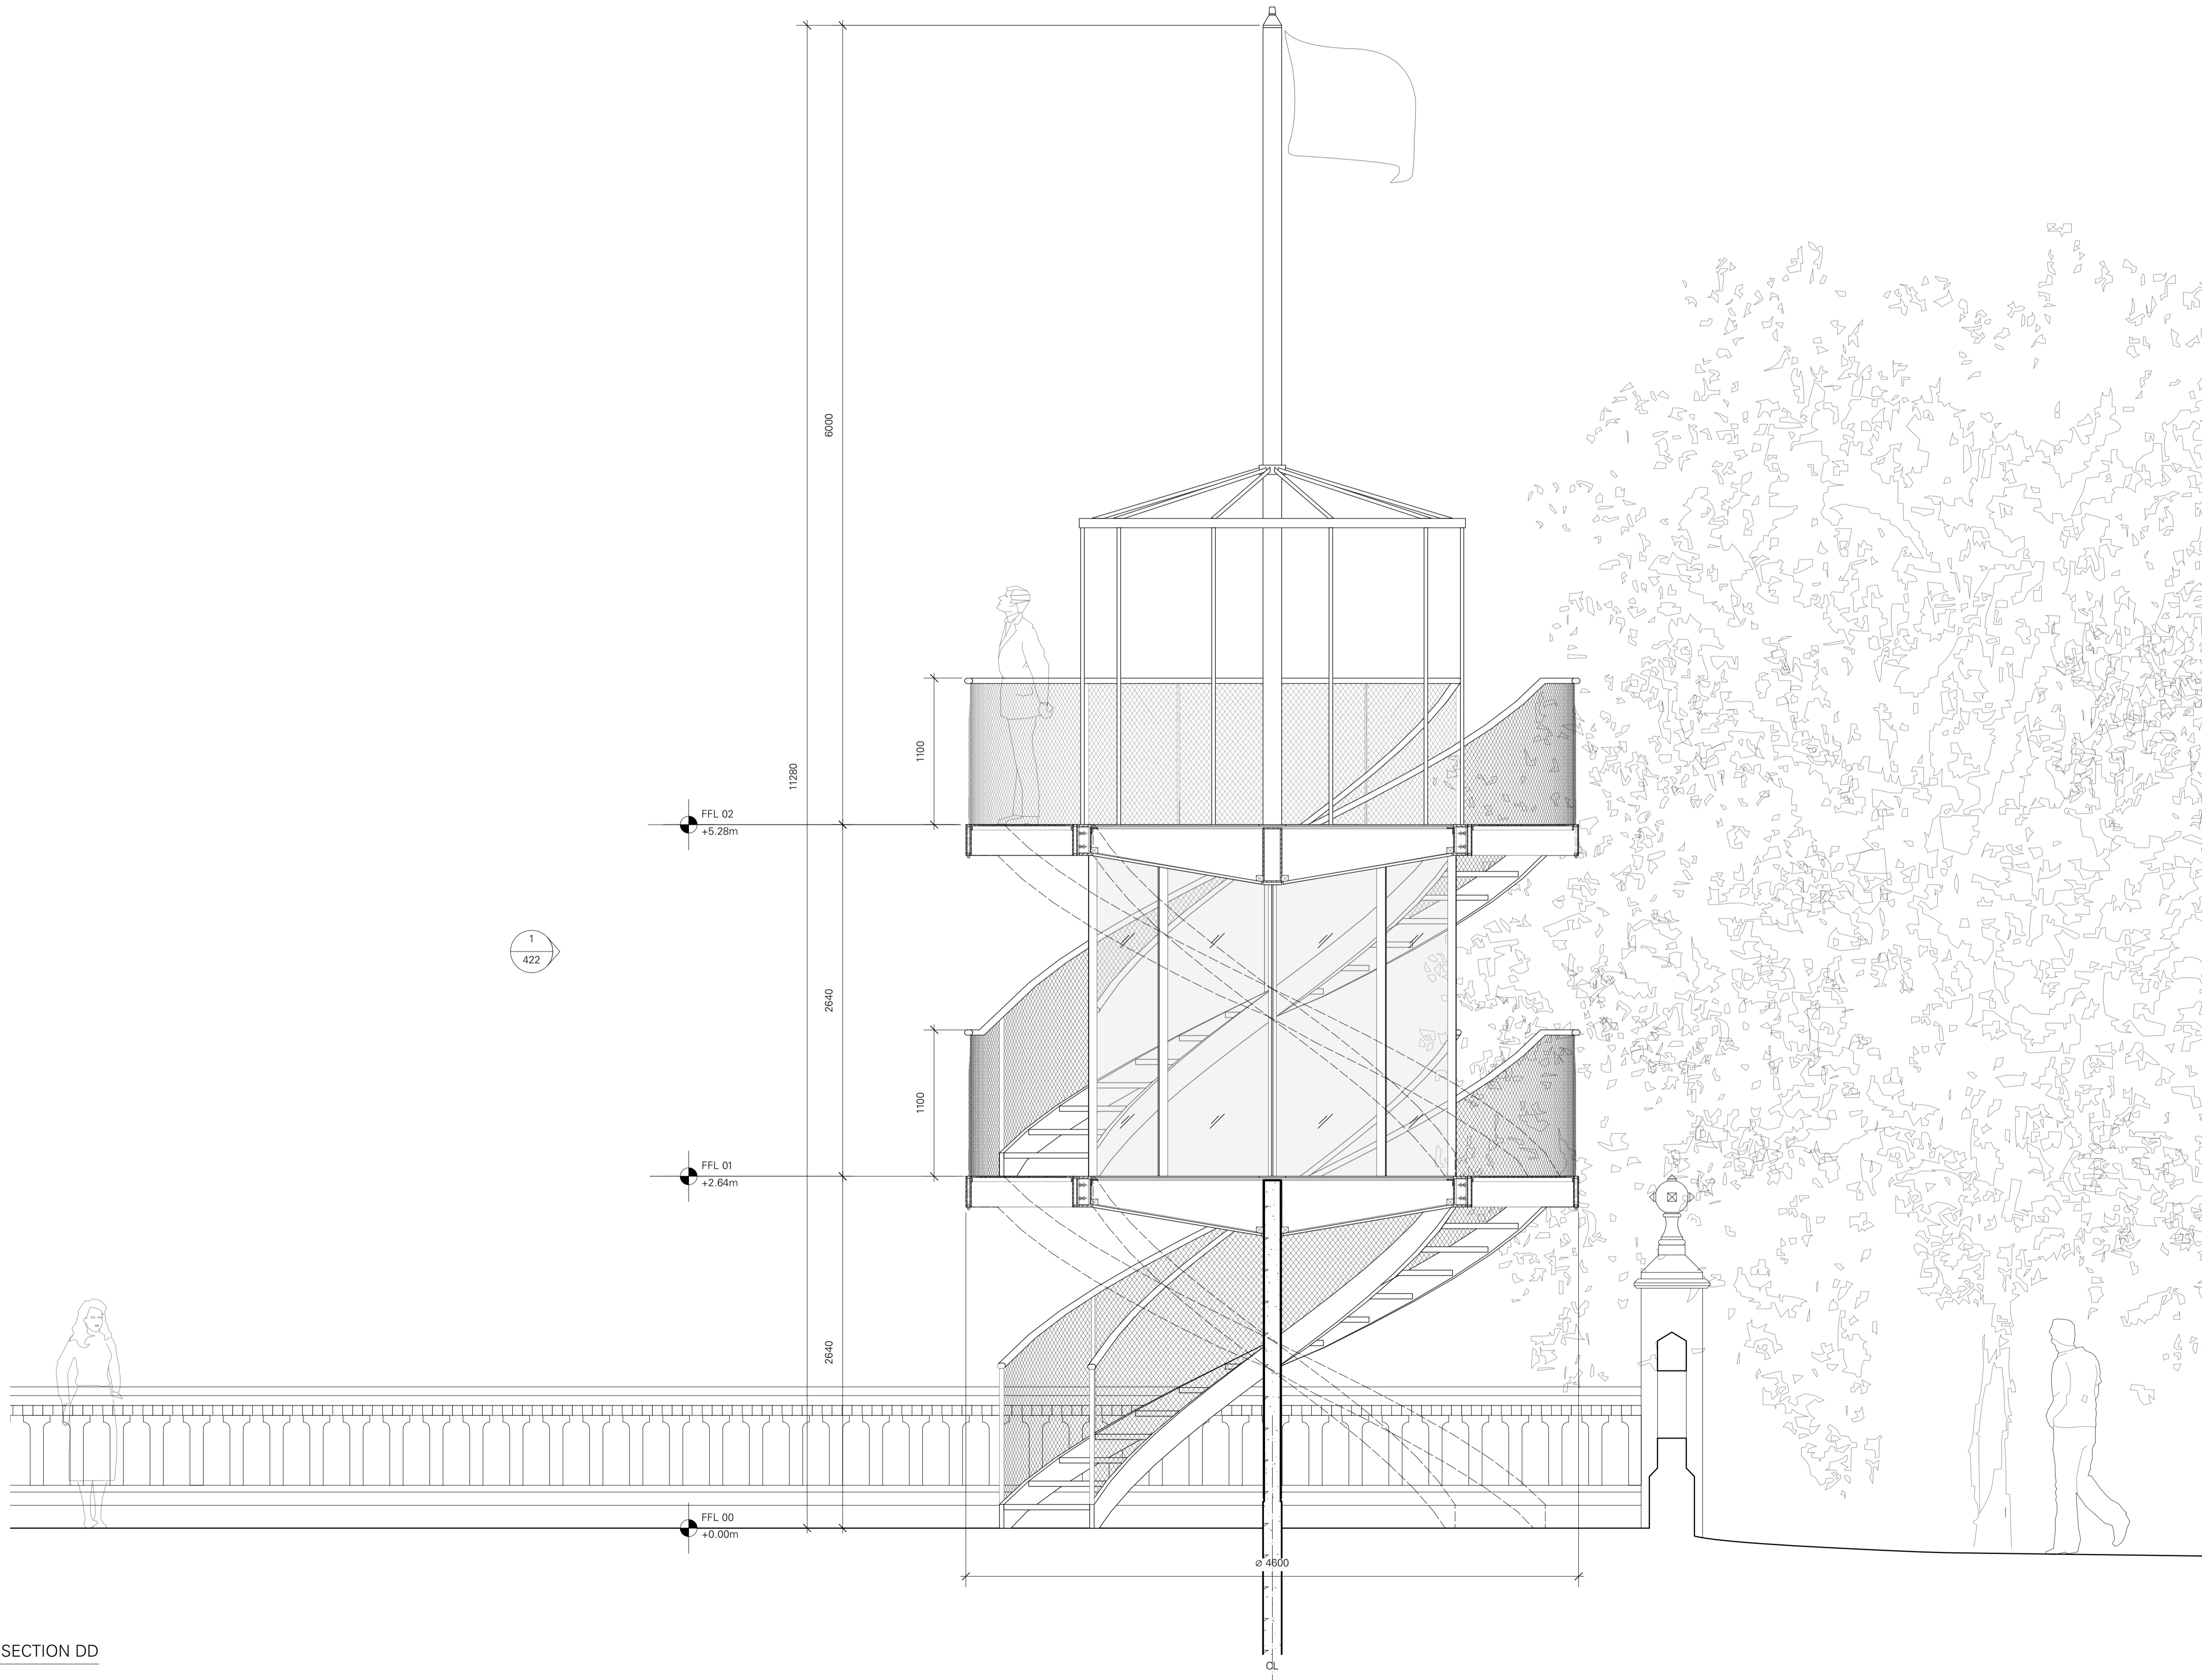 6000
11280
1100
FFL 02
+5.28m
1
422
2640
1100
FFL 01
+2.64m
2640
FFL 00
+0.00m
⌀ 4600
SECTION DD
CL